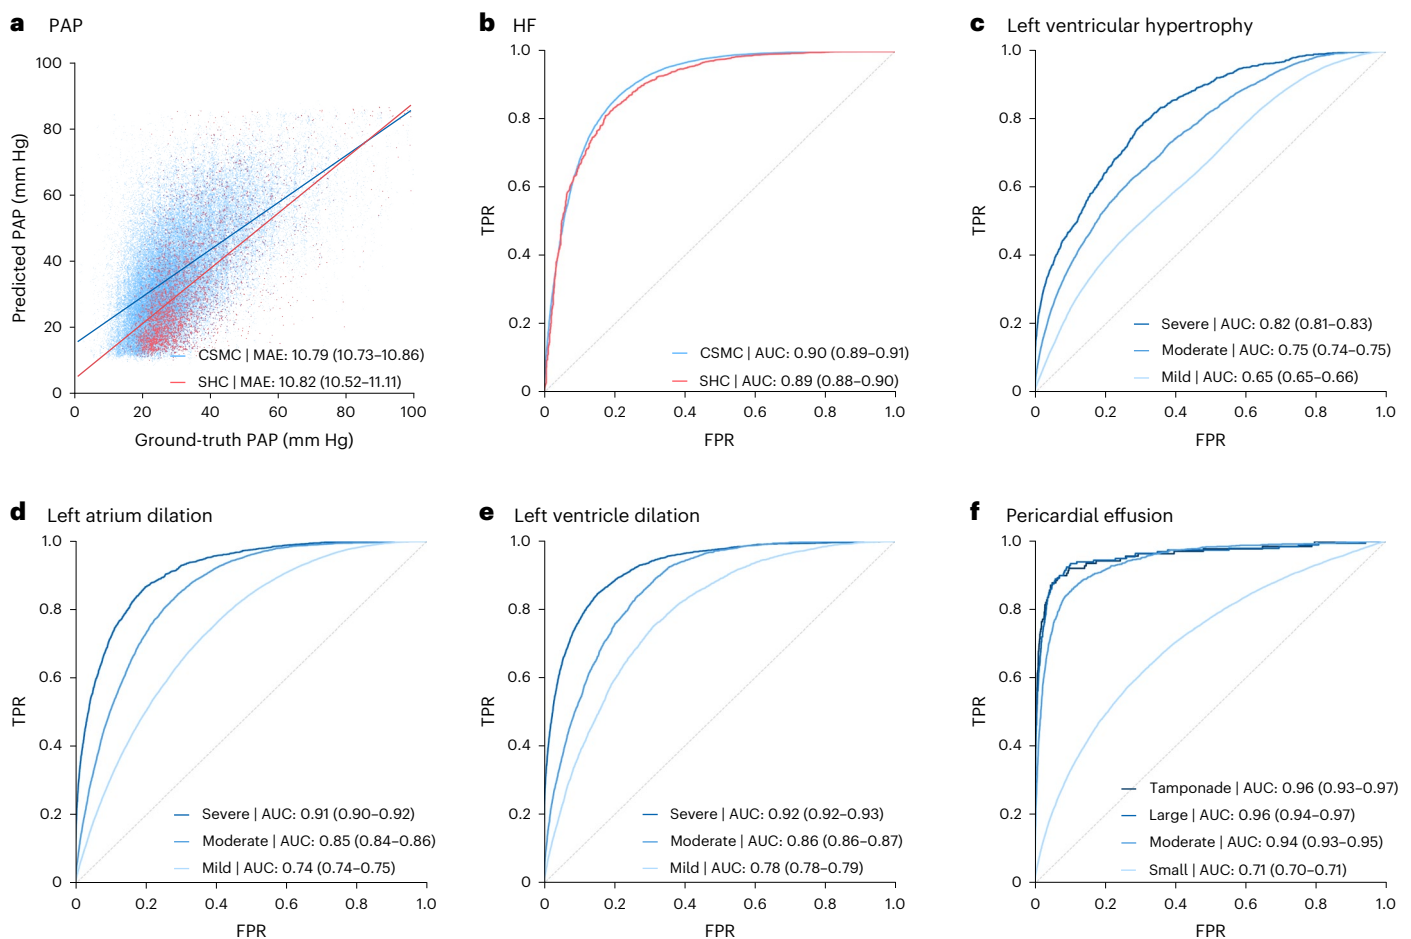 a PAP
100
80
60
40
20
0
Predicted PAP (mm Hg)
CSMC | MAE: 10.79 (10.73–10.86)
SHC | MAE: 10.82 (10.52–11.11)
0 20 40 60 80 100
Ground-truth PAP (mm Hg)
b HF
1.0
0.8
0.6
0.4
0.2
0
TPR
CSMC | AUC: 0.90 (0.89–0.91)
SHC | AUC: 0.89 (0.88–0.90)
0 0.2 0.4 0.6 0.8 1.0
FPR
c Left ventricular hypertrophy
1.0
0.8
0.6
0.4
0.2
0
TPR
Severe | AUC: 0.82 (0.81–0.83)
Moderate | AUC: 0.75 (0.74–0.75)
Mild | AUC: 0.65 (0.65–0.66)
0 0.2 0.4 0.6 0.8 1.0
FPR
d Left atrium dilation
1.0
0.8
0.6
0.4
0.2
0
TPR
Severe | AUC: 0.91 (0.90–0.92)
Moderate | AUC: 0.85 (0.84–0.86)
Mild | AUC: 0.74 (0.74–0.75)
0 0.2 0.4 0.6 0.8 1.0
FPR
e Left ventricle dilation
1.0
0.8
0.6
0.4
0.2
0
TPR
Severe | AUC: 0.92 (0.92–0.93)
Moderate | AUC: 0.86 (0.86–0.87)
Mild | AUC: 0.78 (0.78–0.79)
0 0.2 0.4 0.6 0.8 1.0
FPR
f Pericardial effusion
1.0
0.8
0.6
0.4
0.2
0
TPR
Tamponade | AUC: 0.96 (0.93–0.97)
Large | AUC: 0.96 (0.94–0.97)
Moderate | AUC: 0.94 (0.93–0.95)
Small | AUC: 0.71 (0.70–0.71)
0 0.2 0.4 0.6 0.8 1.0
FPR